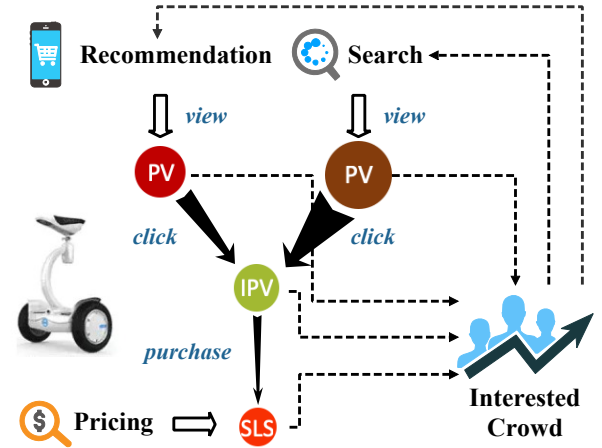 Recommendation
Search
view
view
PV
PV
click
click
IPV
purchase
Pricing
SLS
Interested
Crowd